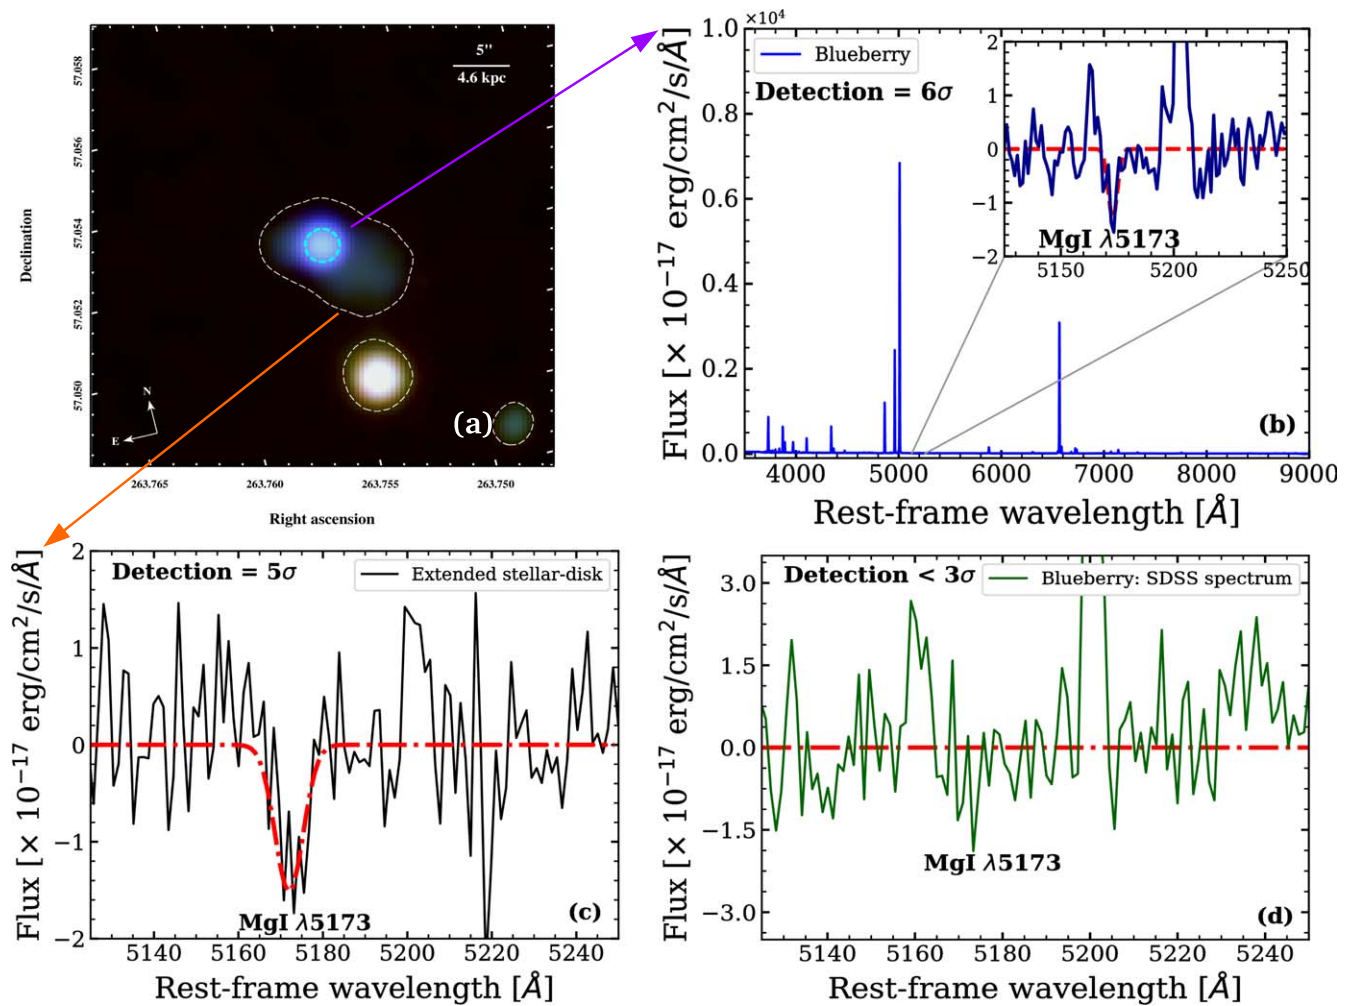 5''
4.6 kpc
57.058
57.056
57.054
57.052
57.050
Declination
N
E
(a)
263.765
263.760
263.755
263.750
Right ascension
×10⁴
1.0
0.8
0.6
0.4
0.2
0.0
Flux [× 10⁻¹⁷ erg/cm²/s/Å]
Blueberry
Detection = 6σ
2
1
0
−1
−2
MgI λ5173
5150
5200
5250
(b)
4000
5000
6000
7000
8000
9000
Rest-frame wavelength [Å]
2
1
0
−1
−2
Flux [× 10⁻¹⁷ erg/cm²/s/Å]
Detection = 5σ
Extended stellar-disk
MgI λ5173
(c)
5140
5160
5180
5200
5220
5240
Rest-frame wavelength [Å]
3.0
1.5
0.0
−1.5
−3.0
Flux [× 10⁻¹⁷ erg/cm²/s/Å]
Detection < 3σ
Blueberry: SDSS spectrum
MgI λ5173
(d)
5140
5160
5180
5200
5220
5240
Rest-frame wavelength [Å]